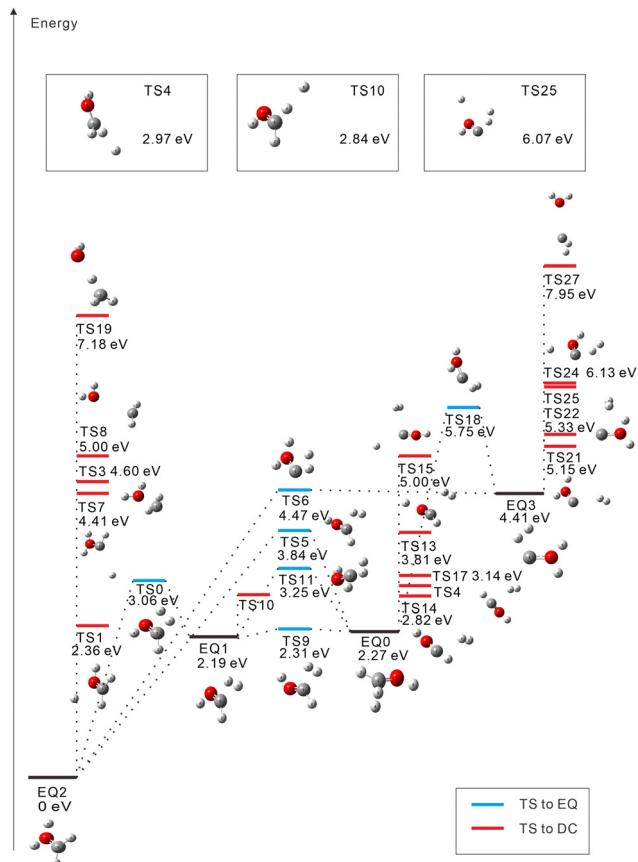 Energy
TS4
2.97 eV
TS10
2.84 eV
TS25
6.07 eV
TS19
7.18 eV
TS8
5.00 eV
TS3 4.60 eV
TS7
4.41 eV
TS0
3.06 eV
TS1
2.36 eV
EQ2
0 eV
EQ1
2.19 eV
TS10
TS6
4.47 eV
TS5
3.84 eV
TS11
3.25 eV
TS9
2.31 eV
EQ0
2.27 eV
TS18
5.75 eV
TS15
5.00 eV
TS13
3.81 eV
TS17 3.14 eV
TS4
TS14
2.82 eV
EQ3
4.41 eV
TS27
7.95 eV
TS24 6.13 eV
TS25
TS22
5.33 eV
TS21
5.15 eV
TS to EQ
TS to DC